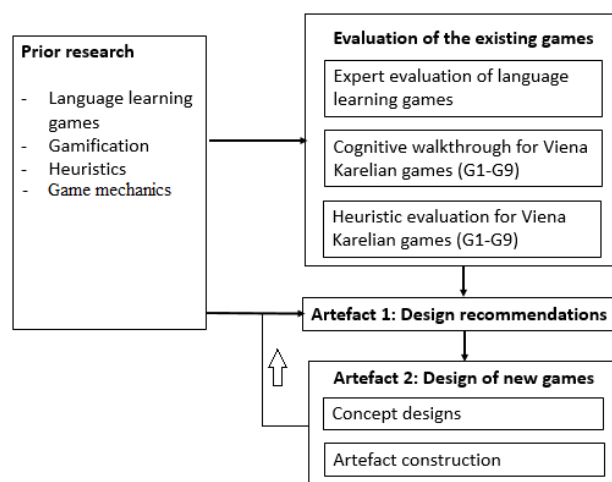 Prior research
- Language learning
games
- Gamification
- Heuristics
- Game mechanics
Evaluation of the existing games
Expert evaluation of language
learning games
Cognitive walkthrough for Viena
Karelian games (G1-G9)
Heuristic evaluation for Viena
Karelian games (G1-G9)
Artefact 1: Design recommendations
Artefact 2: Design of new games
Concept designs
Artefact construction